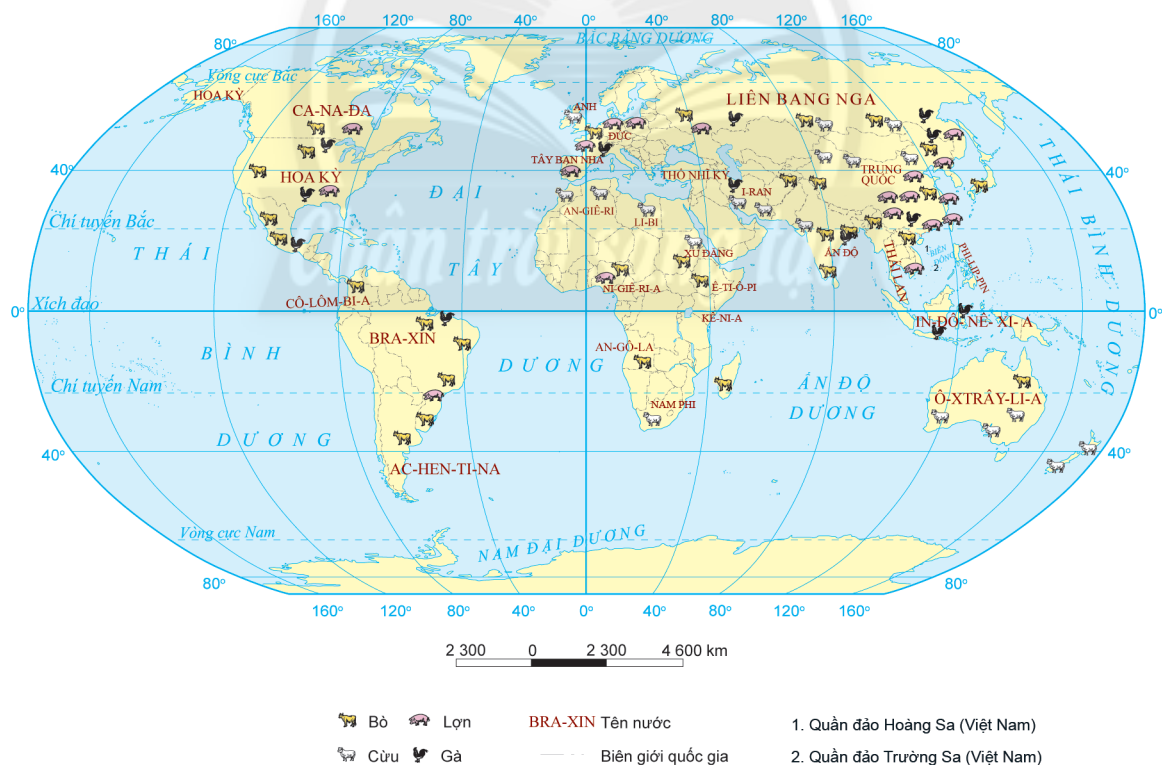 160° 120° 80° 40° 0° 40° 80° 120° 160°
80° BẮC BĂNG DƯƠNG 80°
Vòng cực Bắc
HOA KỲ
CA-NA-ĐA
ANH
LIÊN BANG NGA
ĐỨC
TÂY BAN NHA
THỔ NHĨ KỲ
TRUNG
QUỐC
40° 40°
HOA KỲ
ĐẠI
I-RAN
AN-GIÊ-RI
LI-BI
Chí tuyến Bắc
THÁI
TÂY
XU ĐĂNG
ẤN ĐỘ
THÁI LAN
BIỂN
ĐÔNG
1
2
PHI-LIP-PIN
THÁI BÌNH DƯƠNG
Chân trời sáng tạo
NI-GIÊ-RI-A
Ê-TI-Ô-PI
CÔ-LÔM-BI-A
KÊ-NI-A
0° Xích đạo 0°
IN-ĐÔ-NÊ-XI-A
BRA-XIN
BÌNH
DƯƠNG
AN-GÔ-LA
Chí tuyến Nam
ẤN ĐỘ
DƯƠNG
NAM PHI
Ô-XTRÂY-LI-A
DƯƠNG
40° 40°
AC-HEN-TI-NA
Vòng cực Nam
NAM ĐẠI DƯƠNG
80° 80°
160° 120° 80° 40° 0° 40° 80° 120° 160°
2 300 0 2 300 4 600 km
Bò Lợn BRA-XIN Tên nước 1. Quần đảo Hoàng Sa (Việt Nam)
Cừu Gà Biên giới quốc gia 2. Quần đảo Trường Sa (Việt Nam)